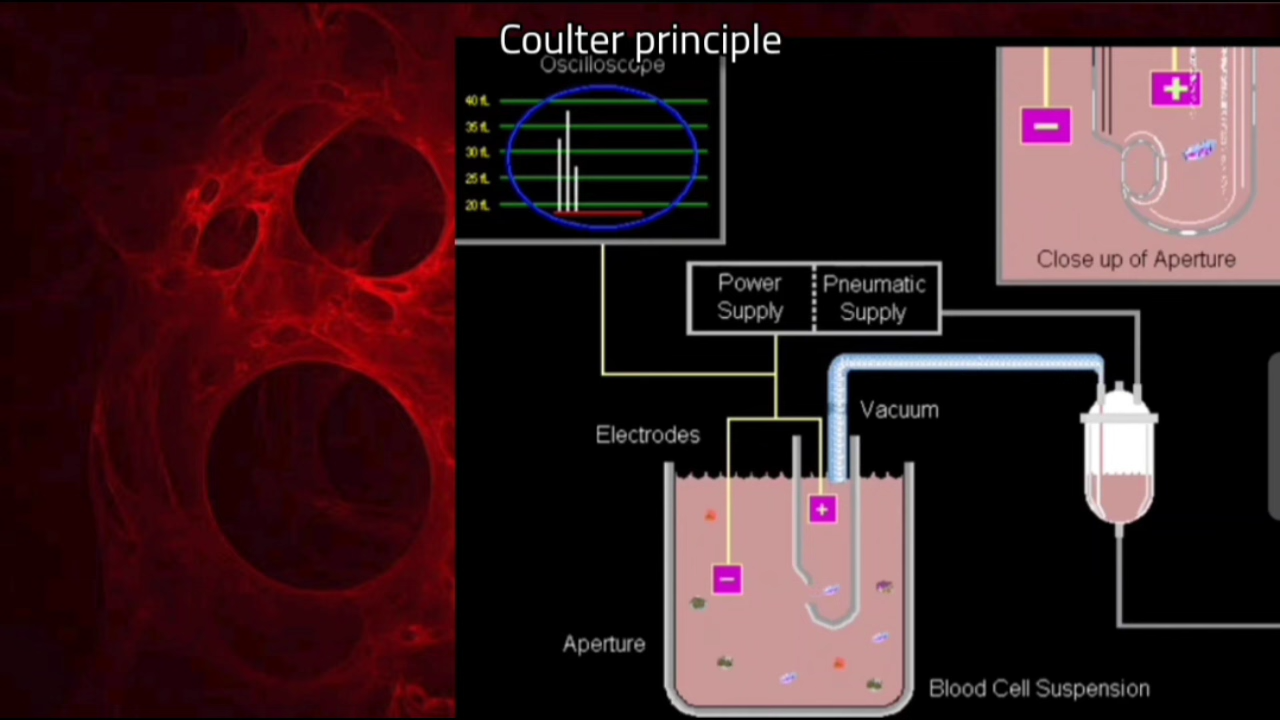 Coulter principle
Oscilloscope
40 fL
35 fL
30 fL
25 fL
20 fL
+
−
Close up of Aperture
Power
Supply
Pneumatic
Supply
Vacuum
Electrodes
+
−
Aperture
Blood Cell Suspension